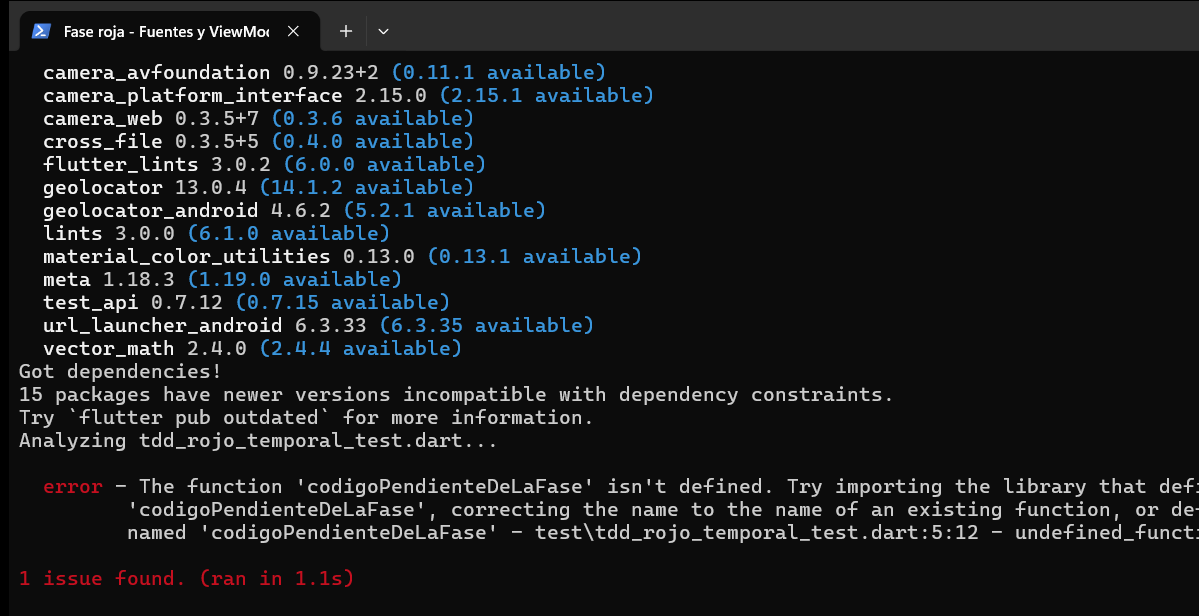 Fase roja - Fuentes y ViewMod
camera_avfoundation 0.9.23+2 (0.11.1 available)
camera_platform_interface 2.15.0 (2.15.1 available)
camera_web 0.3.5+7 (0.3.6 available)
cross_file 0.3.5+5 (0.4.0 available)
flutter_lints 3.0.2 (6.0.0 available)
geolocator 13.0.4 (14.1.2 available)
geolocator_android 4.6.2 (5.2.1 available)
lints 3.0.0 (6.1.0 available)
material_color_utilities 0.13.0 (0.13.1 available)
meta 1.18.3 (1.19.0 available)
test_api 0.7.12 (0.7.15 available)
url_launcher_android 6.3.33 (6.3.35 available)
vector_math 2.4.0 (2.4.4 available)
Got dependencies!
15 packages have newer versions incompatible with dependency constraints.
Try `flutter pub outdated` for more information.
Analyzing tdd_rojo_temporal_test.dart...
error - The function 'codigoPendienteDeLaFase' isn't defined. Try importing the library that defi
'codigoPendienteDeLaFase', correcting the name to the name of an existing function, or de
named 'codigoPendienteDeLaFase' - test\tdd_rojo_temporal_test.dart:5:12 - undefined_functi
1 issue found. (ran in 1.1s)